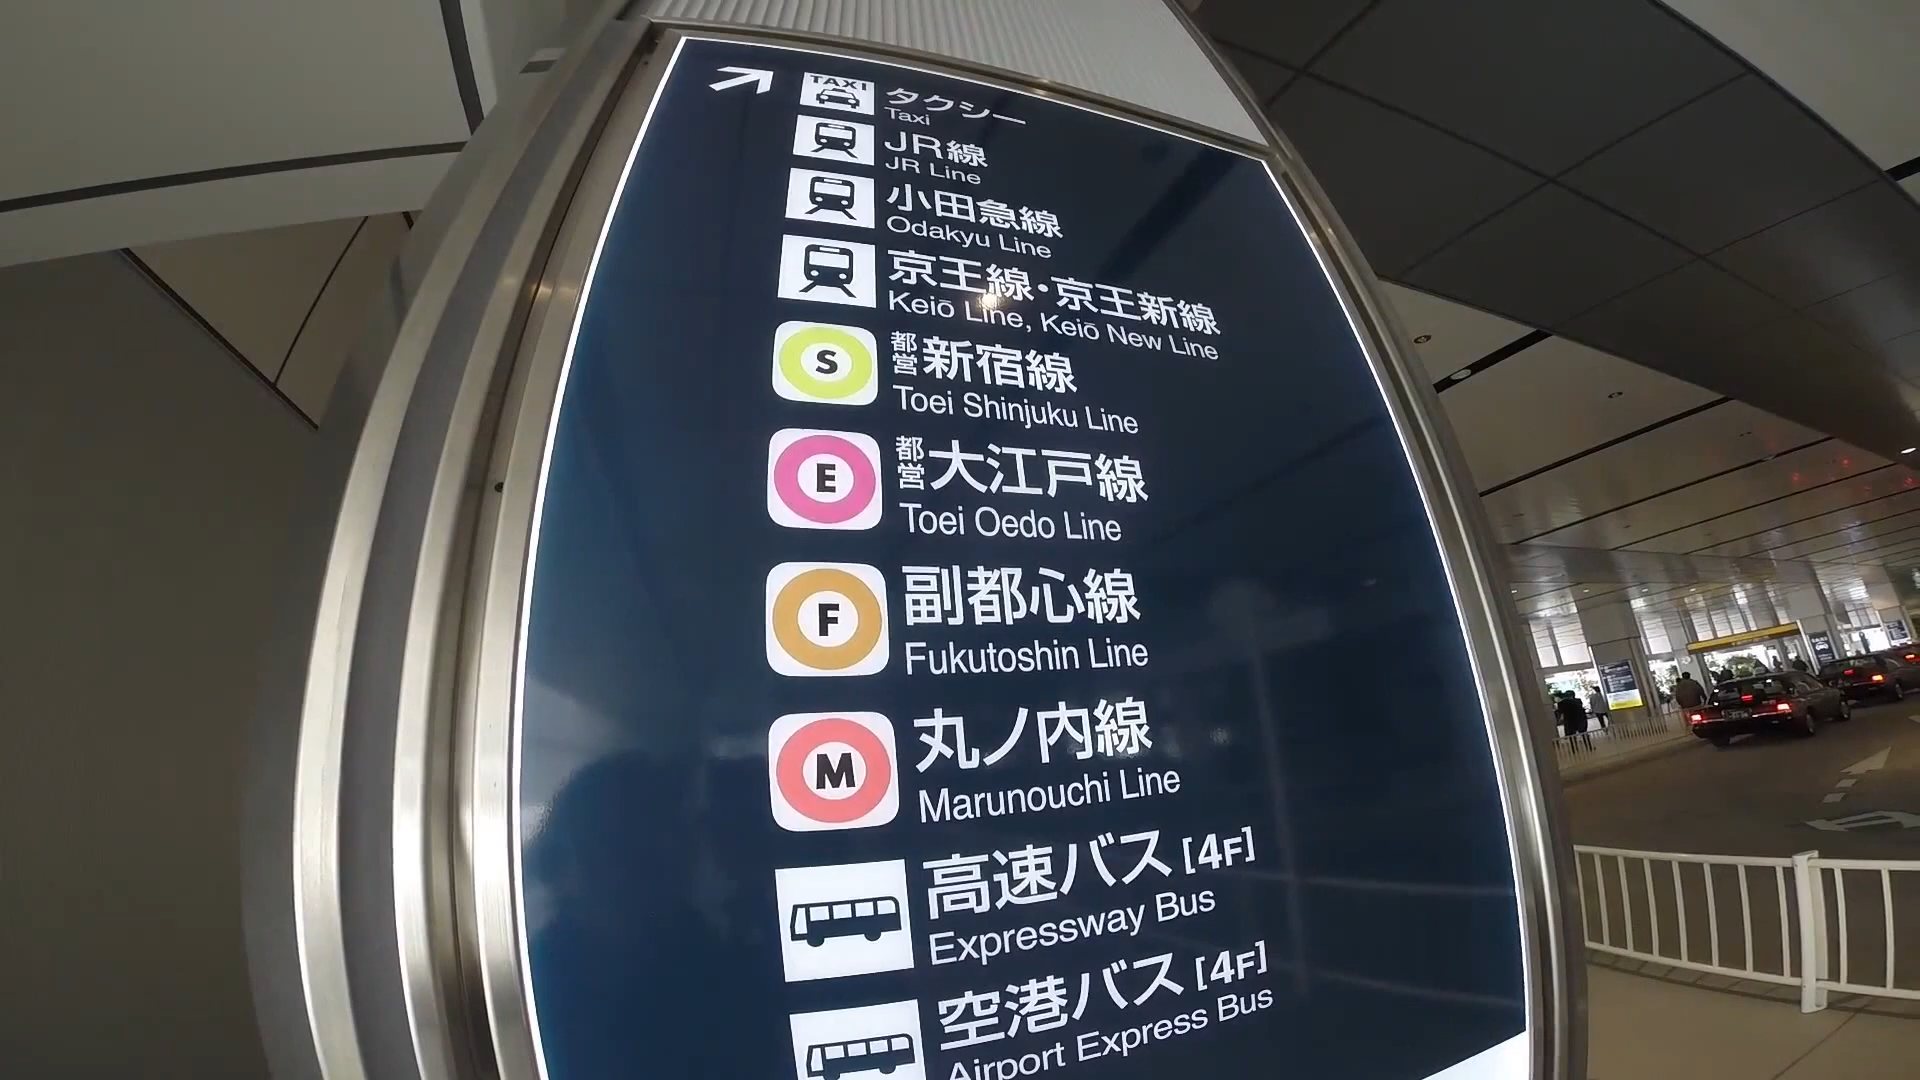 TAXI
タクシー
Taxi
JR線
JR Line
小田急線
Odakyu Line
京王線・京王新線
Keiō Line, Keiō New Line
S
都営新宿線
Toei Shinjuku Line
E
都営大江戸線
Toei Oedo Line
F
副都心線
Fukutoshin Line
M
丸ノ内線
Marunouchi Line
高速バス [4F]
Expressway Bus
空港バス [4F]
Airport Express Bus